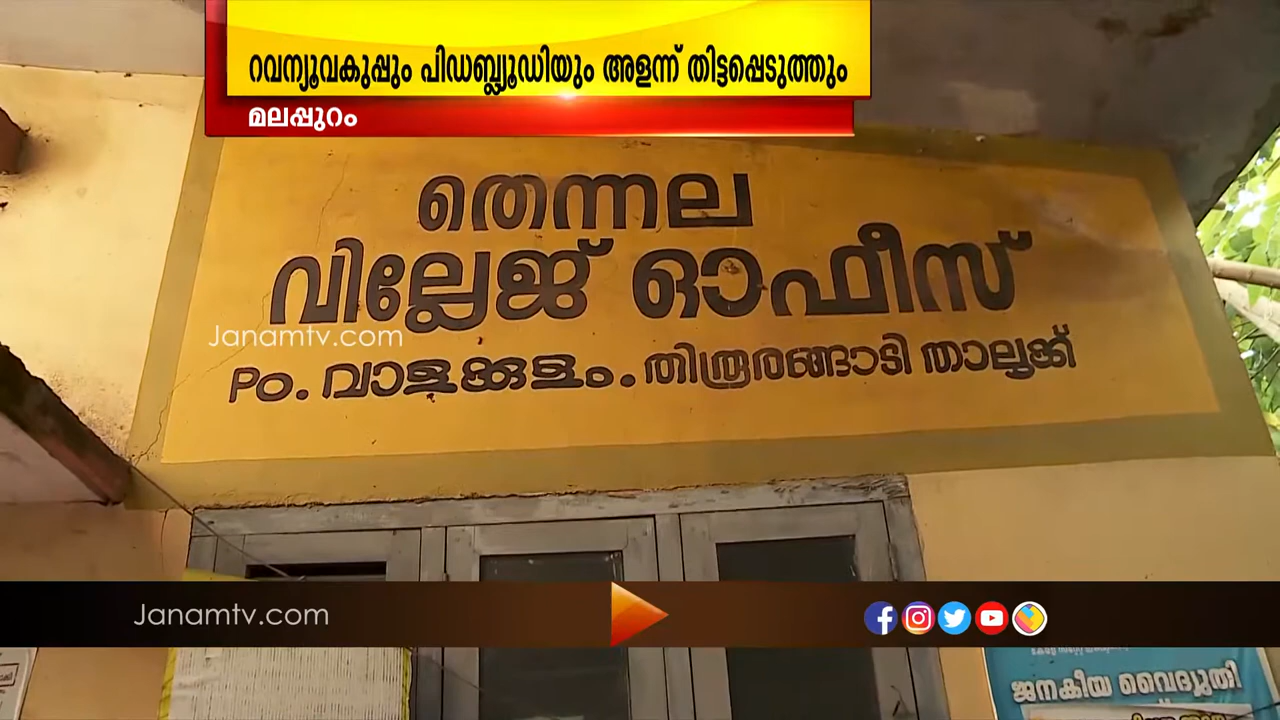 റവന്യൂവകുപ്പും പിഡബ്ല്യൂഡിയും അളന്ന് തിട്ടപ്പെടുത്തും
മലപ്പുറം
തെന്നല
വില്ലേജ് ഓഫീസ്
Janamtv.com
PO. വാളക്കുളം. തിരൂരങ്ങാടി താലൂക്ക്
Janamtv.com
ജനകീയ വൈദ്യുതി